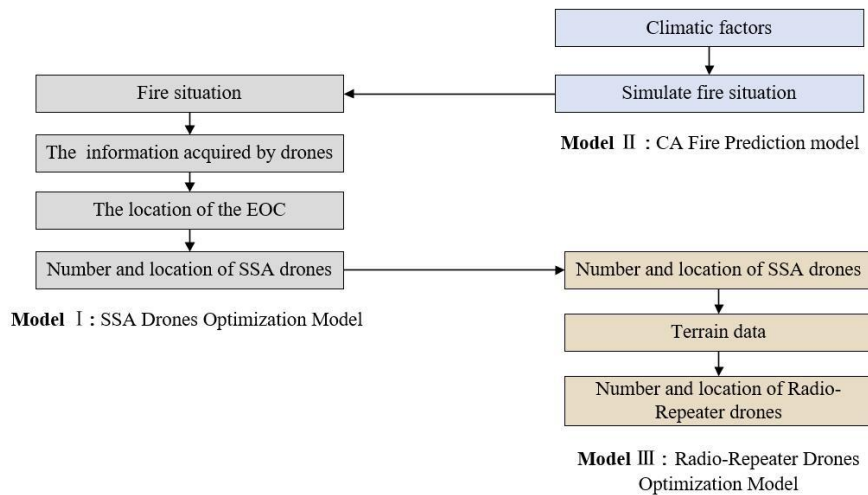 Climatic factors
Simulate fire situation
Model Ⅱ : CA Fire Prediction model
Fire situation
The information acquired by drones
The location of the EOC
Number and location of SSA drones
Model Ⅰ : SSA Drones Optimization Model
Number and location of SSA drones
Terrain data
Number and location of Radio-
Repeater drones
Model Ⅲ : Radio-Repeater Drones
Optimization Model